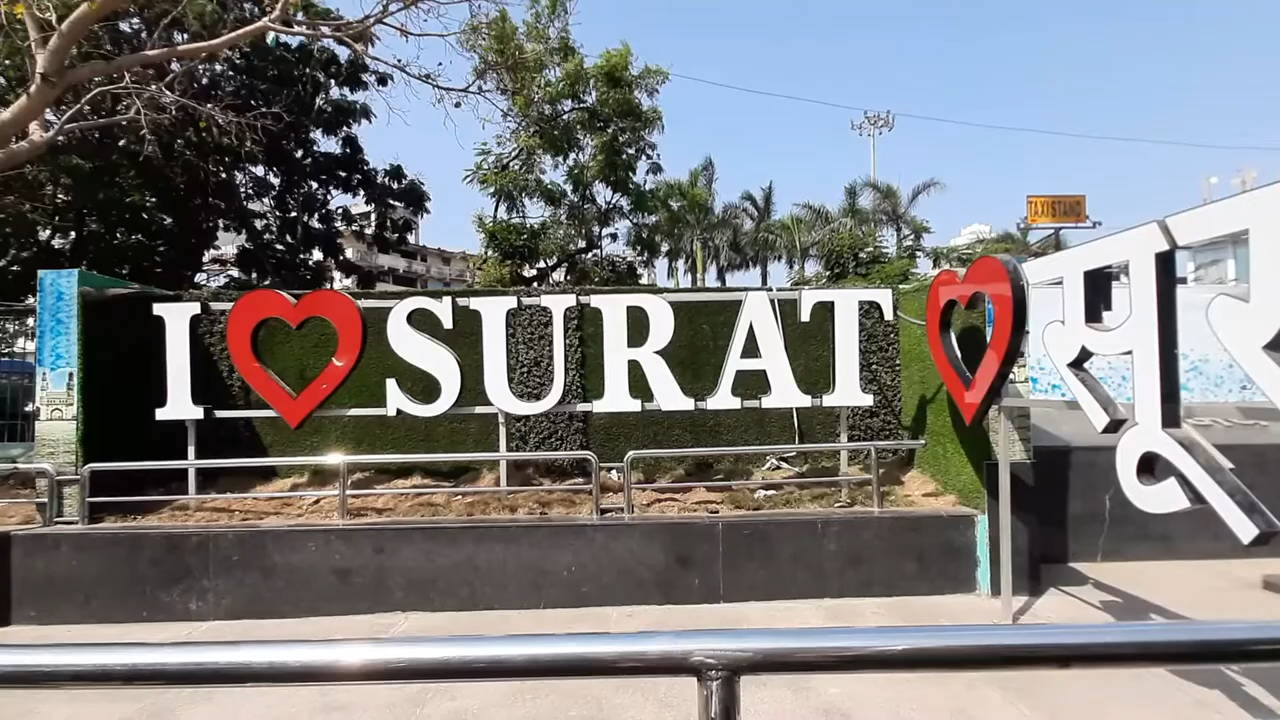 I ❤ SURAT ❤
सूर
TAXI STAND